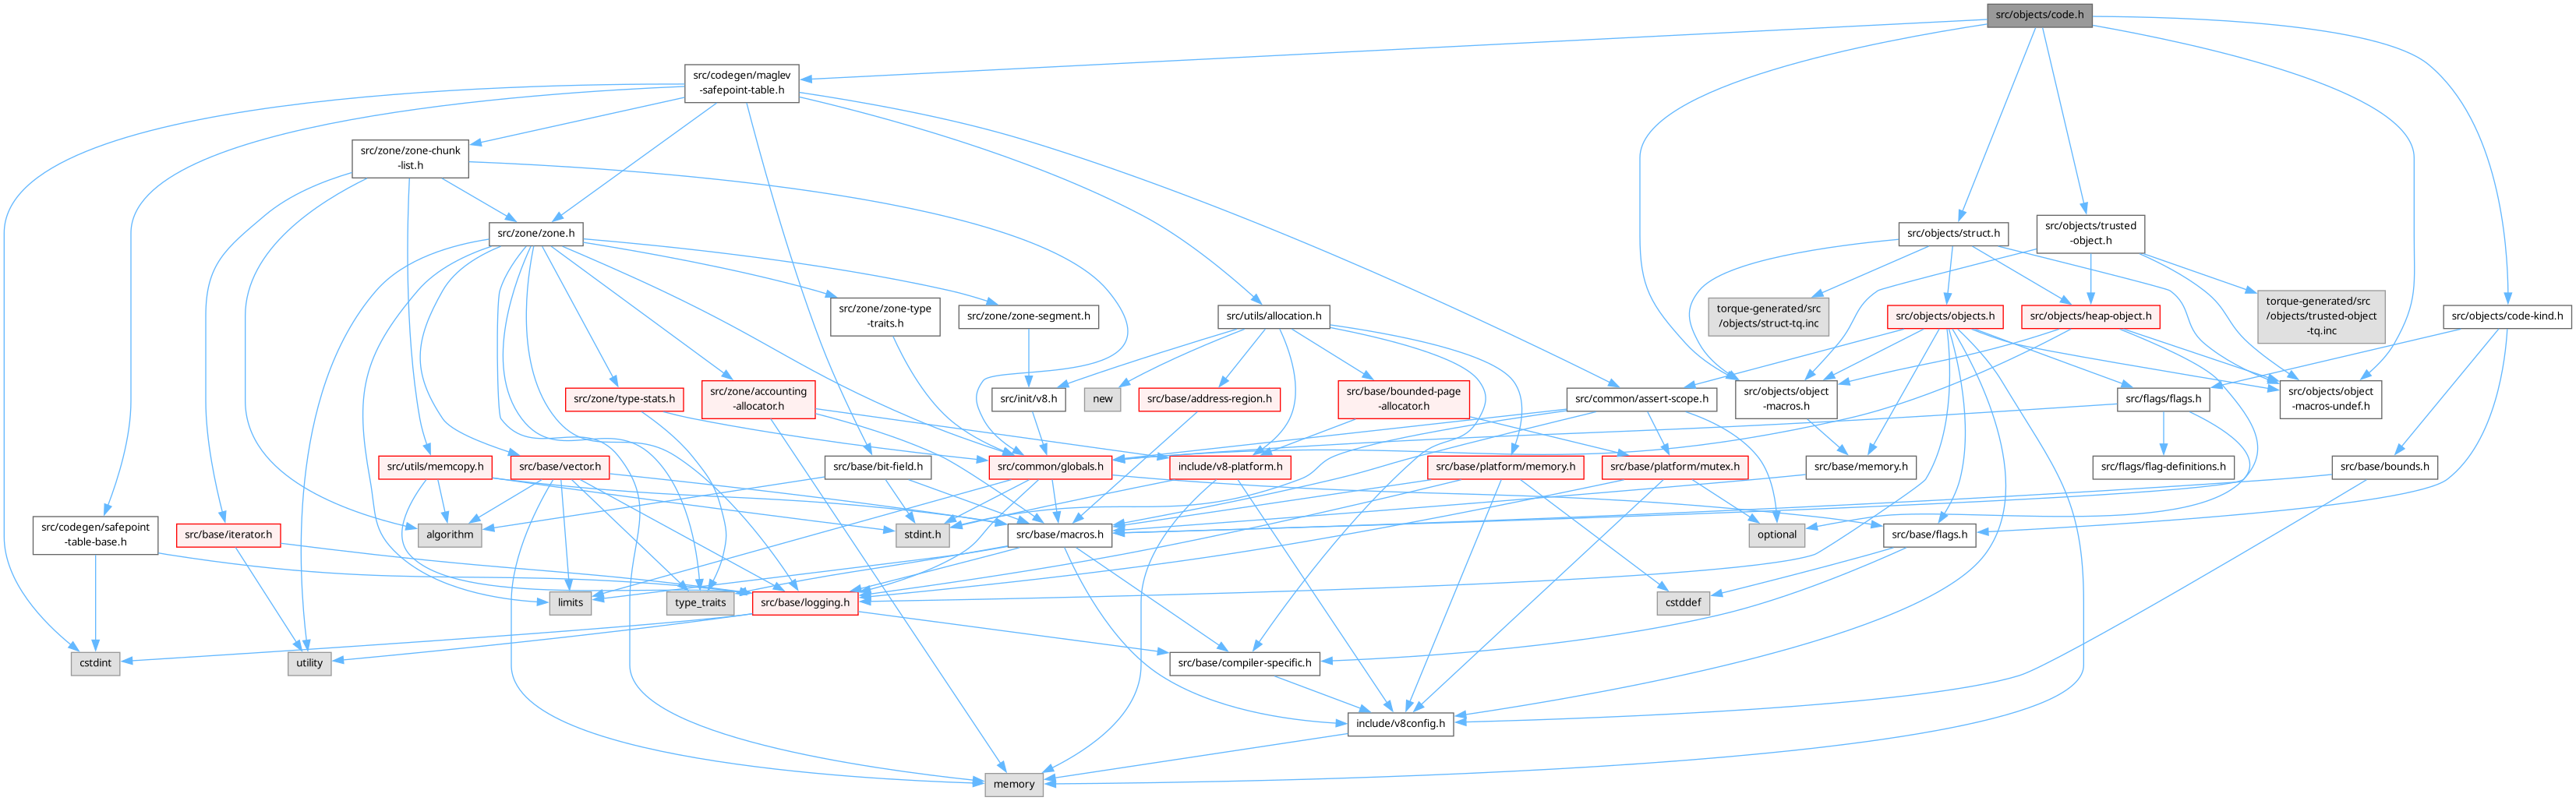 src/objects/code.h
src/codegen/maglev
-safepoint-table.h
src/zone/zone-chunk
-list.h
src/zone/zone.h
src/objects/struct.h
src/objects/trusted
-object.h
src/zone/zone-type
-traits.h
src/zone/zone-segment.h
src/utils/allocation.h
torque-generated/src
/objects/struct-tq.inc
src/objects/objects.h
src/objects/heap-object.h
torque-generated/src
/objects/trusted-object
-tq.inc
src/objects/code-kind.h
src/zone/type-stats.h
src/zone/accounting
-allocator.h
src/init/v8.h
new
src/base/address-region.h
src/base/bounded-page
-allocator.h
src/common/assert-scope.h
src/objects/object
-macros.h
src/flags/flags.h
src/objects/object
-macros-undef.h
src/utils/memcopy.h
src/base/vector.h
src/base/bit-field.h
src/common/globals.h
include/v8-platform.h
src/base/platform/memory.h
src/base/platform/mutex.h
src/base/memory.h
src/flags/flag-definitions.h
src/base/bounds.h
src/codegen/safepoint
-table-base.h
src/base/iterator.h
algorithm
stdint.h
src/base/macros.h
optional
src/base/flags.h
limits
type_traits
src/base/logging.h
cstddef
cstdint
utility
src/base/compiler-specific.h
include/v8config.h
memory